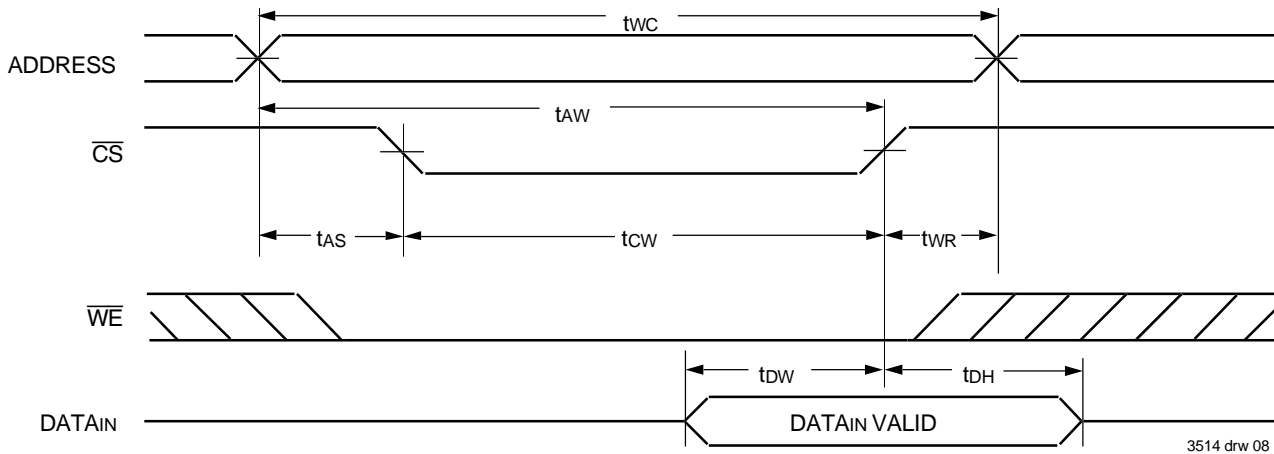 tWC
ADDRESS
tAW
CS
tAS
tCW
tWR
WE
tDW
tDH
DATAIN
DATAIN VALID
3514 drw 08